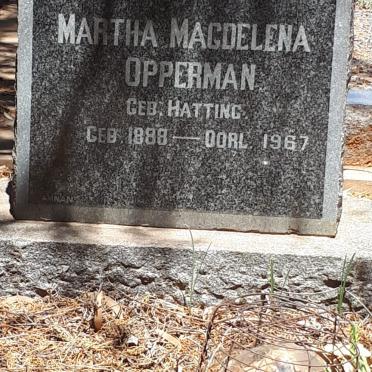 MARTHA MAGDELENA
OPPERMAN
GEB. HATTING
GEB. 1888 — OORL. 1967